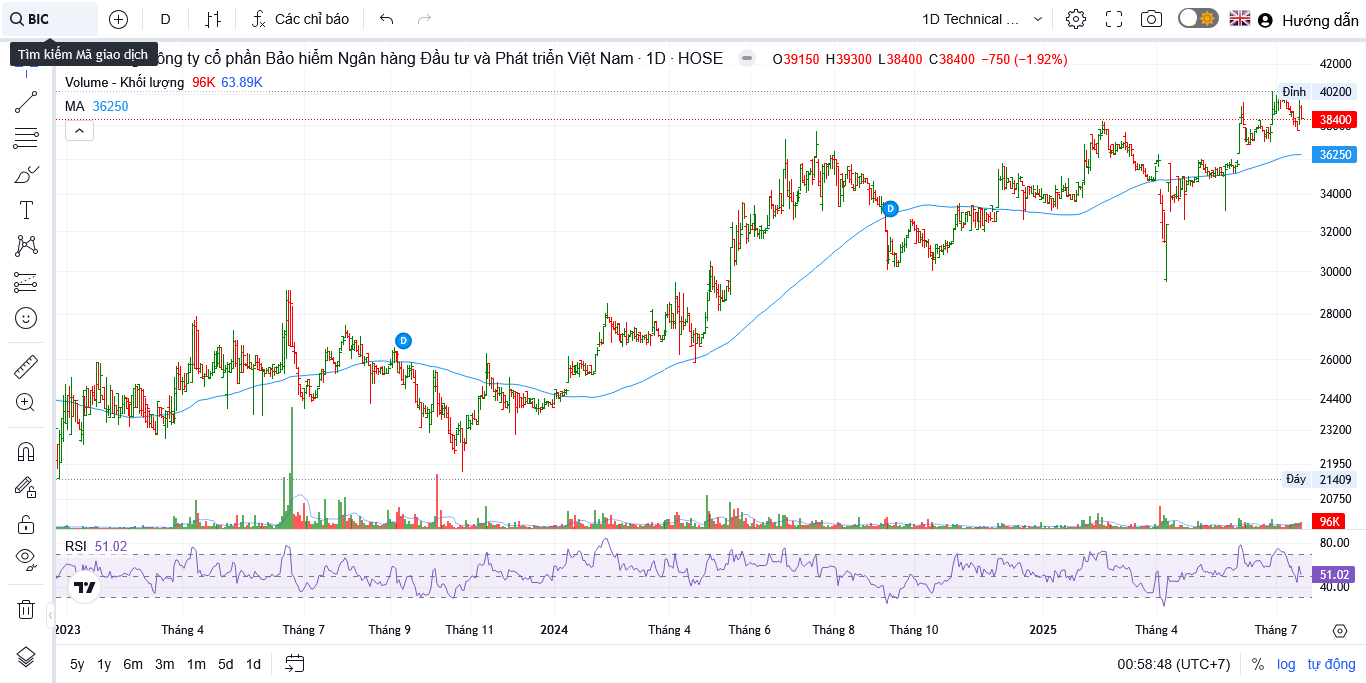 BIC D Các chỉ báo 1D Technical ... Hướng dẫn
Tìm kiếm Mã giao dịch
ông ty cổ phần Bảo hiểm Ngân hàng Đầu tư và Phát triển Việt Nam · 1D · HOSE O39150 H39300 L38400 C38400 −750 (−1.92%)
Volume - Khối lượng 96K 63.89K
MA 36250
42000
Đỉnh 40200
38400
36250
34000
32000
30000
28000
26000
24400
23200
21950
Đáy 21409
20750
96K
D
D
RSI 51.02
80.00
51.02
40.00
2023 Tháng 4 Tháng 7 Tháng 9 Tháng 11 2024 Tháng 4 Tháng 6 Tháng 8 Tháng 10 2025 Tháng 4 Tháng 7
5y 1y 6m 3m 1m 5d 1d 00:58:48 (UTC+7) % log tự động